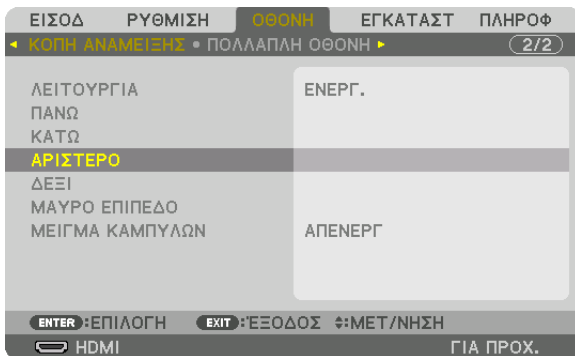 ΕΙΣΟΔ ΡΥΘΜΙΣΗ ΟΘΟΝΗ ΕΓΚΑΤΑΣΤ ΠΛΗΡΟΦ
ΚΟΠΗ ΑΝΑΜΕΙΞΗΣ • ΠΟΛΛΑΠΛΗ ΟΘΟΝΗ 2/2
ΛΕΙΤΟΥΡΓΙΑ ΕΝΕΡΓ.
ΠΑΝΩ
ΚΑΤΩ
ΑΡΙΣΤΕΡΟ
ΔΕΞΙ
ΜΑΥΡΟ ΕΠΙΠΕΔΟ
ΜΕΙΓΜΑ ΚΑΜΠΥΛΩΝ ΑΠΕΝΕΡΓ
ENTER :ΕΠΙΛΟΓΗ EXIT :ΈΞΟΔΟΣ :ΜΕΤ/ΝΗΣΗ
HDMI ΓΙΑ ΠΡΟΧ.